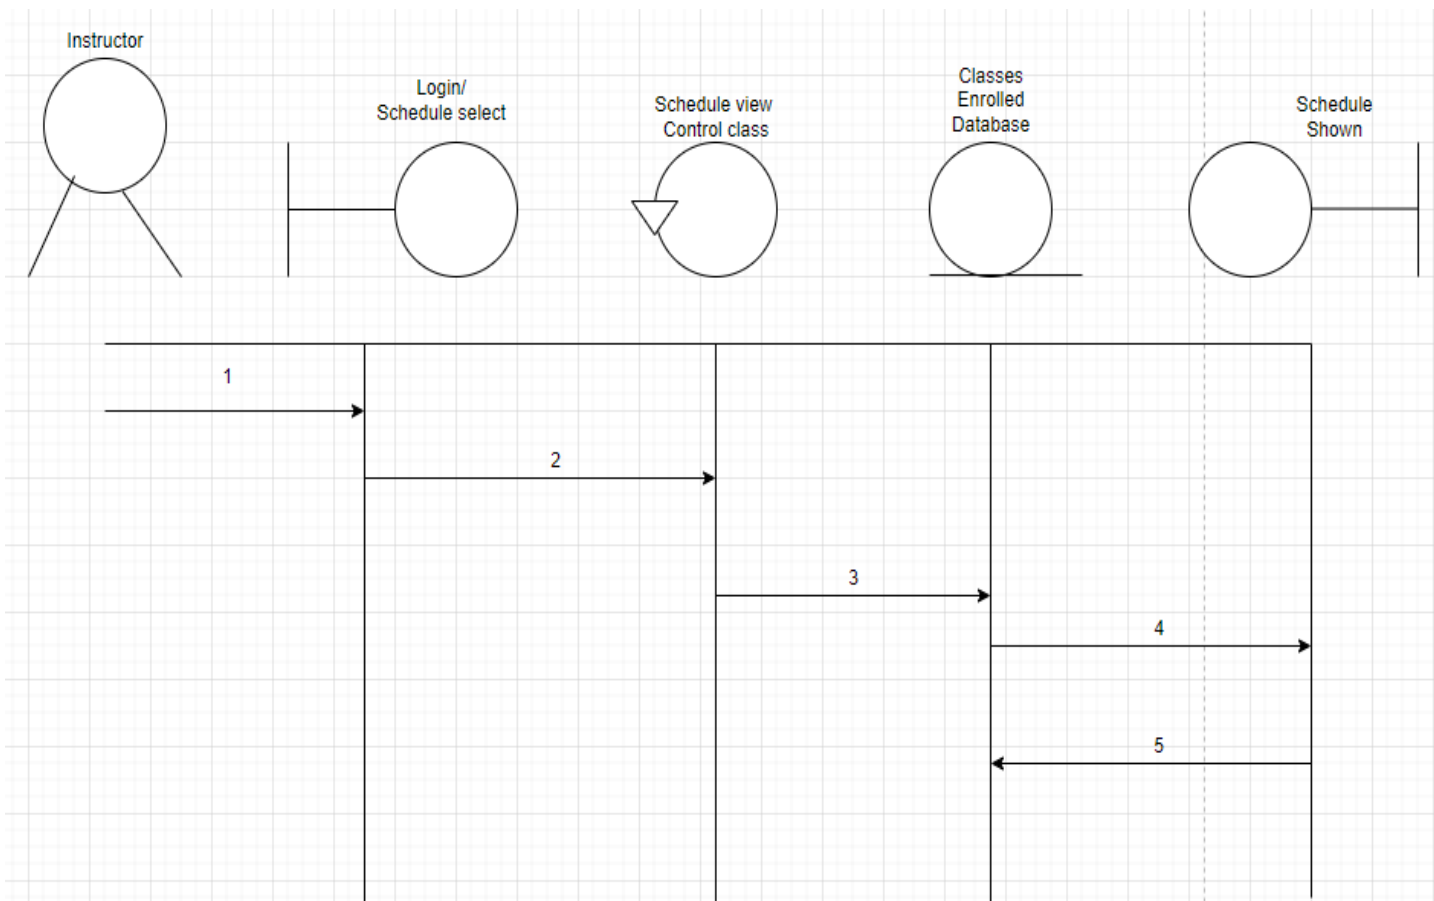 Instructor
Login/
Schedule select
Schedule view
Control class
Classes
Enrolled
Database
Schedule
Shown
1
2
3
4
5